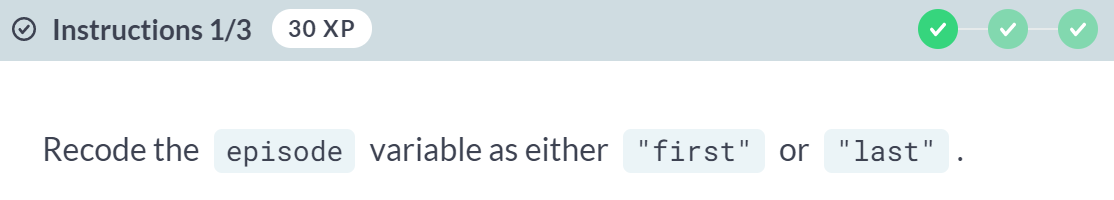 Instructions 1/3 30 XP
Recode the episode variable as either "first" or "last" .